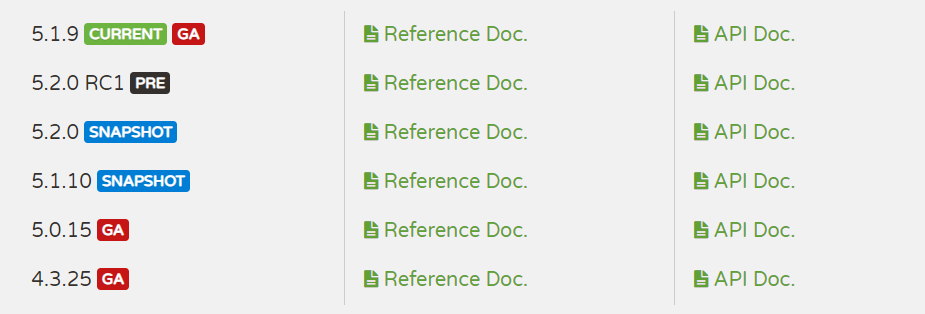 5.1.9 CURRENT GA Reference Doc. API Doc.
5.2.0 RC1 PRE Reference Doc. API Doc.
5.2.0 SNAPSHOT Reference Doc. API Doc.
5.1.10 SNAPSHOT Reference Doc. API Doc.
5.0.15 GA Reference Doc. API Doc.
4.3.25 GA Reference Doc. API Doc.